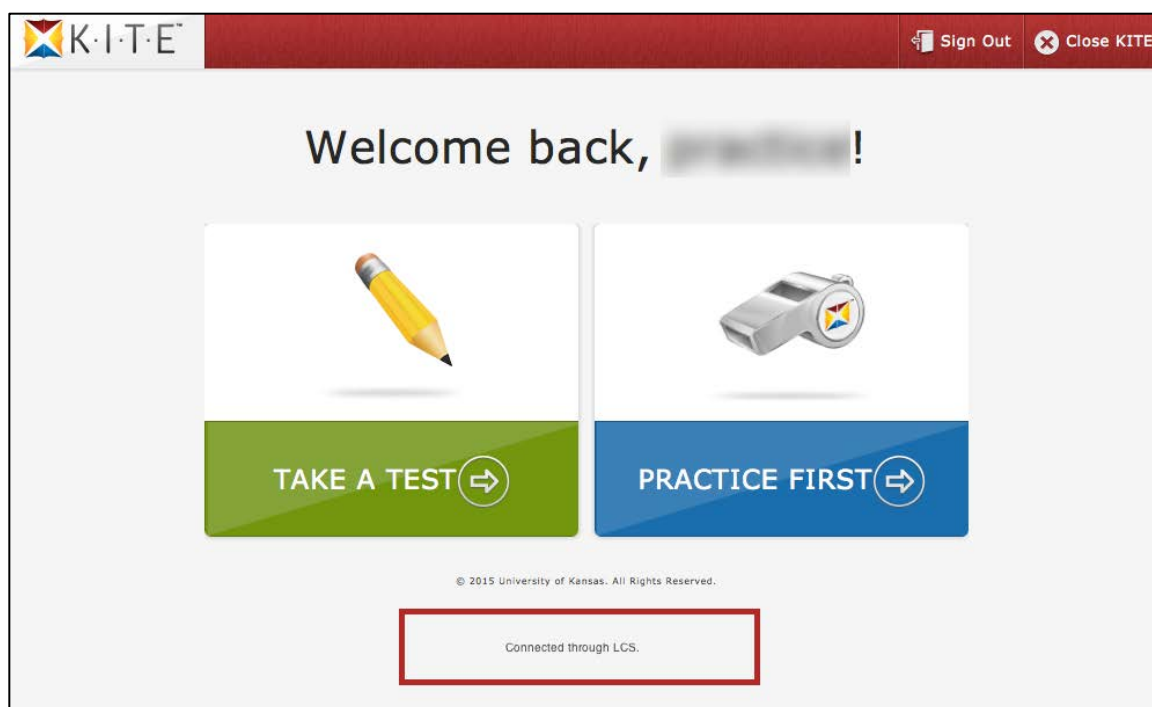 K·I·T·E™
Sign Out
Close KITE
Welcome back, !
TAKE A TEST
PRACTICE FIRST
© 2015 University of Kansas. All Rights Reserved.
Connected through LCS.